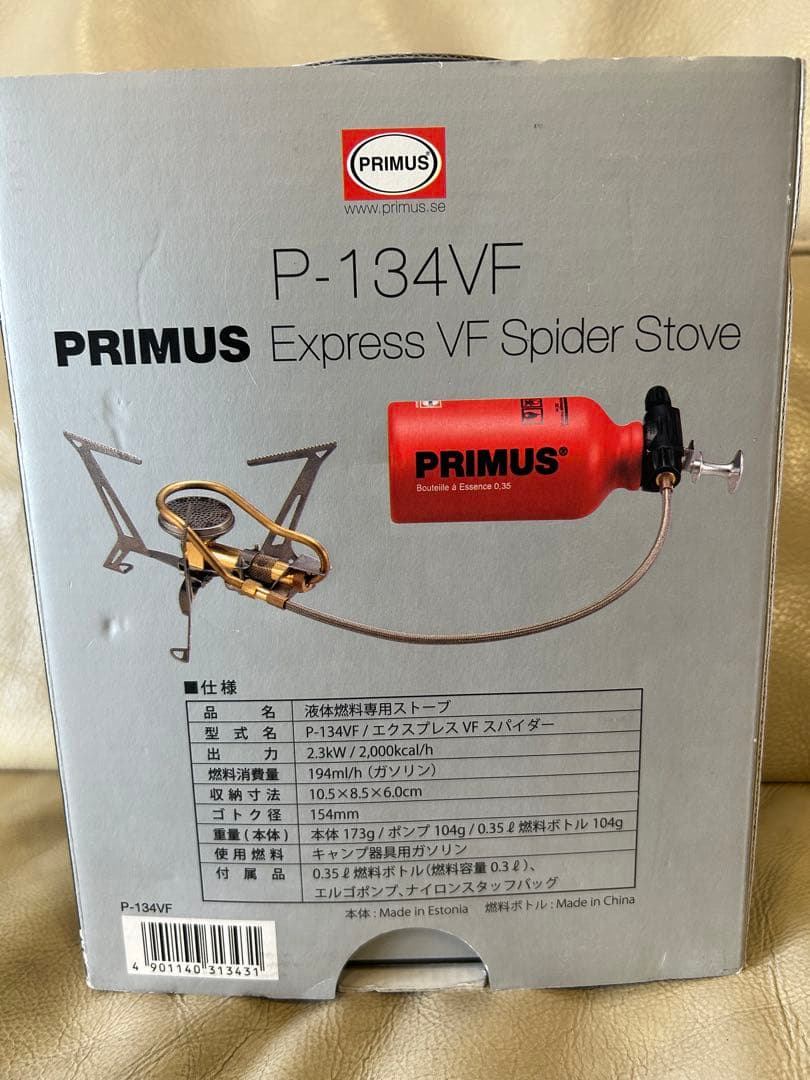 PRIMUS®
www.primus.se
P-134VF
PRIMUS Express VF Spider Stove
PRIMUS®
Bouteille à Essence 0,35
■仕様
品名 液体燃料専用ストーブ
型式名 P-134VF / エクスプレス VF スパイダー
出力 2.3kW / 2,000kcal/h
燃料消費量 194ml/h（ガソリン）
収納寸法 10.5×8.5×6.0cm
ゴトク径 154mm
重量(本体) 本体 173g / ポンプ 104g / 0.35ℓ 燃料ボトル 104g
使用燃料 キャンプ器具用ガソリン
付属品 0.35ℓ燃料ボトル（燃料容量 0.3ℓ）、
エルゴポンプ、ナイロンスタッフバッグ
本体 : Made in Estonia 燃料ボトル : Made in China
P-134VF
4 901140 313431